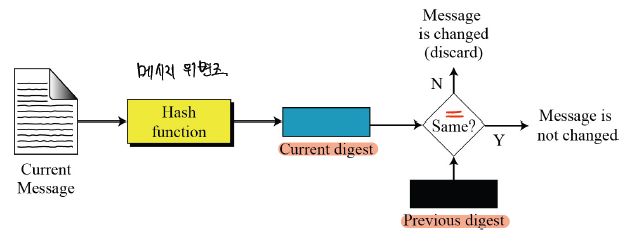 Message
is changed
(discard)
메시지 위변조
N
Hash
function
=
Same?
Y
Message is
not changed
Current digest
Current
Message
Previous digest